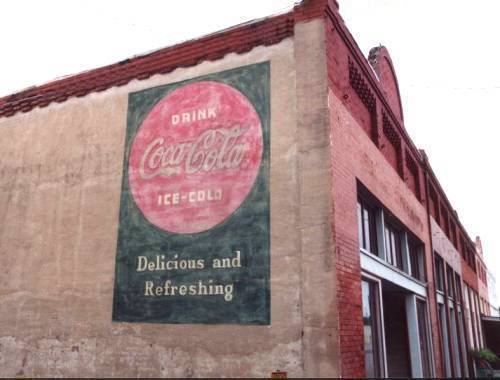 DRINK
Coca-Cola
ICE-COLD
Delicious and
Refreshing